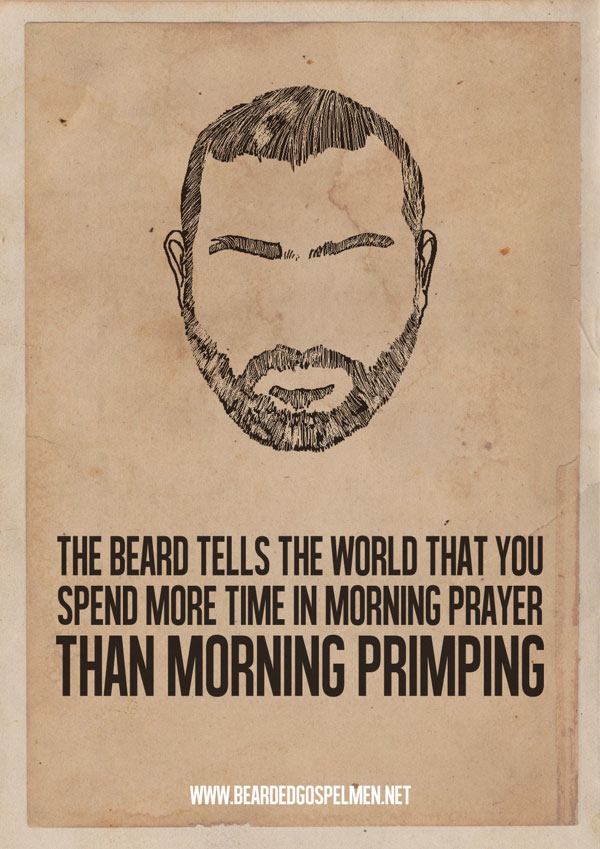 THE BEARD TELLS THE WORLD THAT YOU
SPEND MORE TIME IN MORNING PRAYER
THAN MORNING PRIMPING
WWW.BEARDEDGOSPELMEN.NET